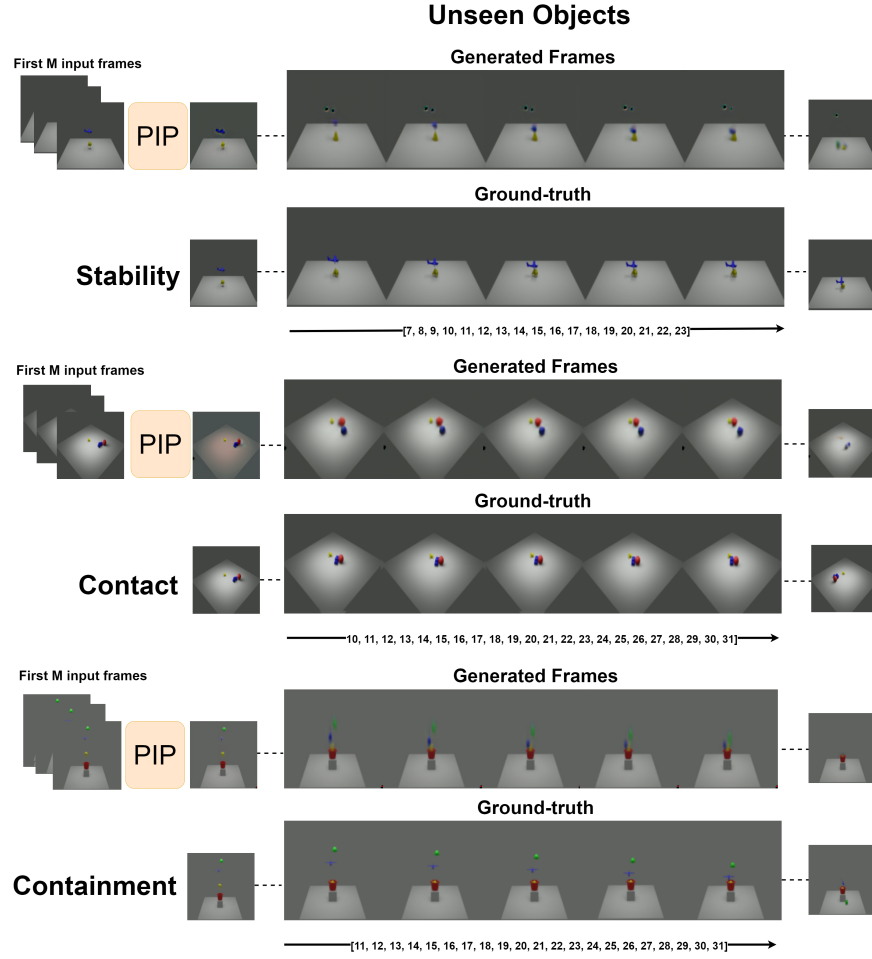 Unseen Objects
First M input frames
Generated Frames
PIP
Ground-truth
Stability
[7, 8, 9, 10, 11, 12, 13, 14, 15, 16, 17, 18, 19, 20, 21, 22, 23]
First M input frames
Generated Frames
PIP
Ground-truth
Contact
10, 11, 12, 13, 14, 15, 16, 17, 18, 19, 20, 21, 22, 23, 24, 25, 26, 27, 28, 29, 30, 31]
First M input frames
Generated Frames
PIP
Ground-truth
Containment
[11, 12, 13, 14, 15, 16, 17, 18, 19, 20, 21, 22, 23, 24, 25, 26, 27, 28, 29, 30, 31]